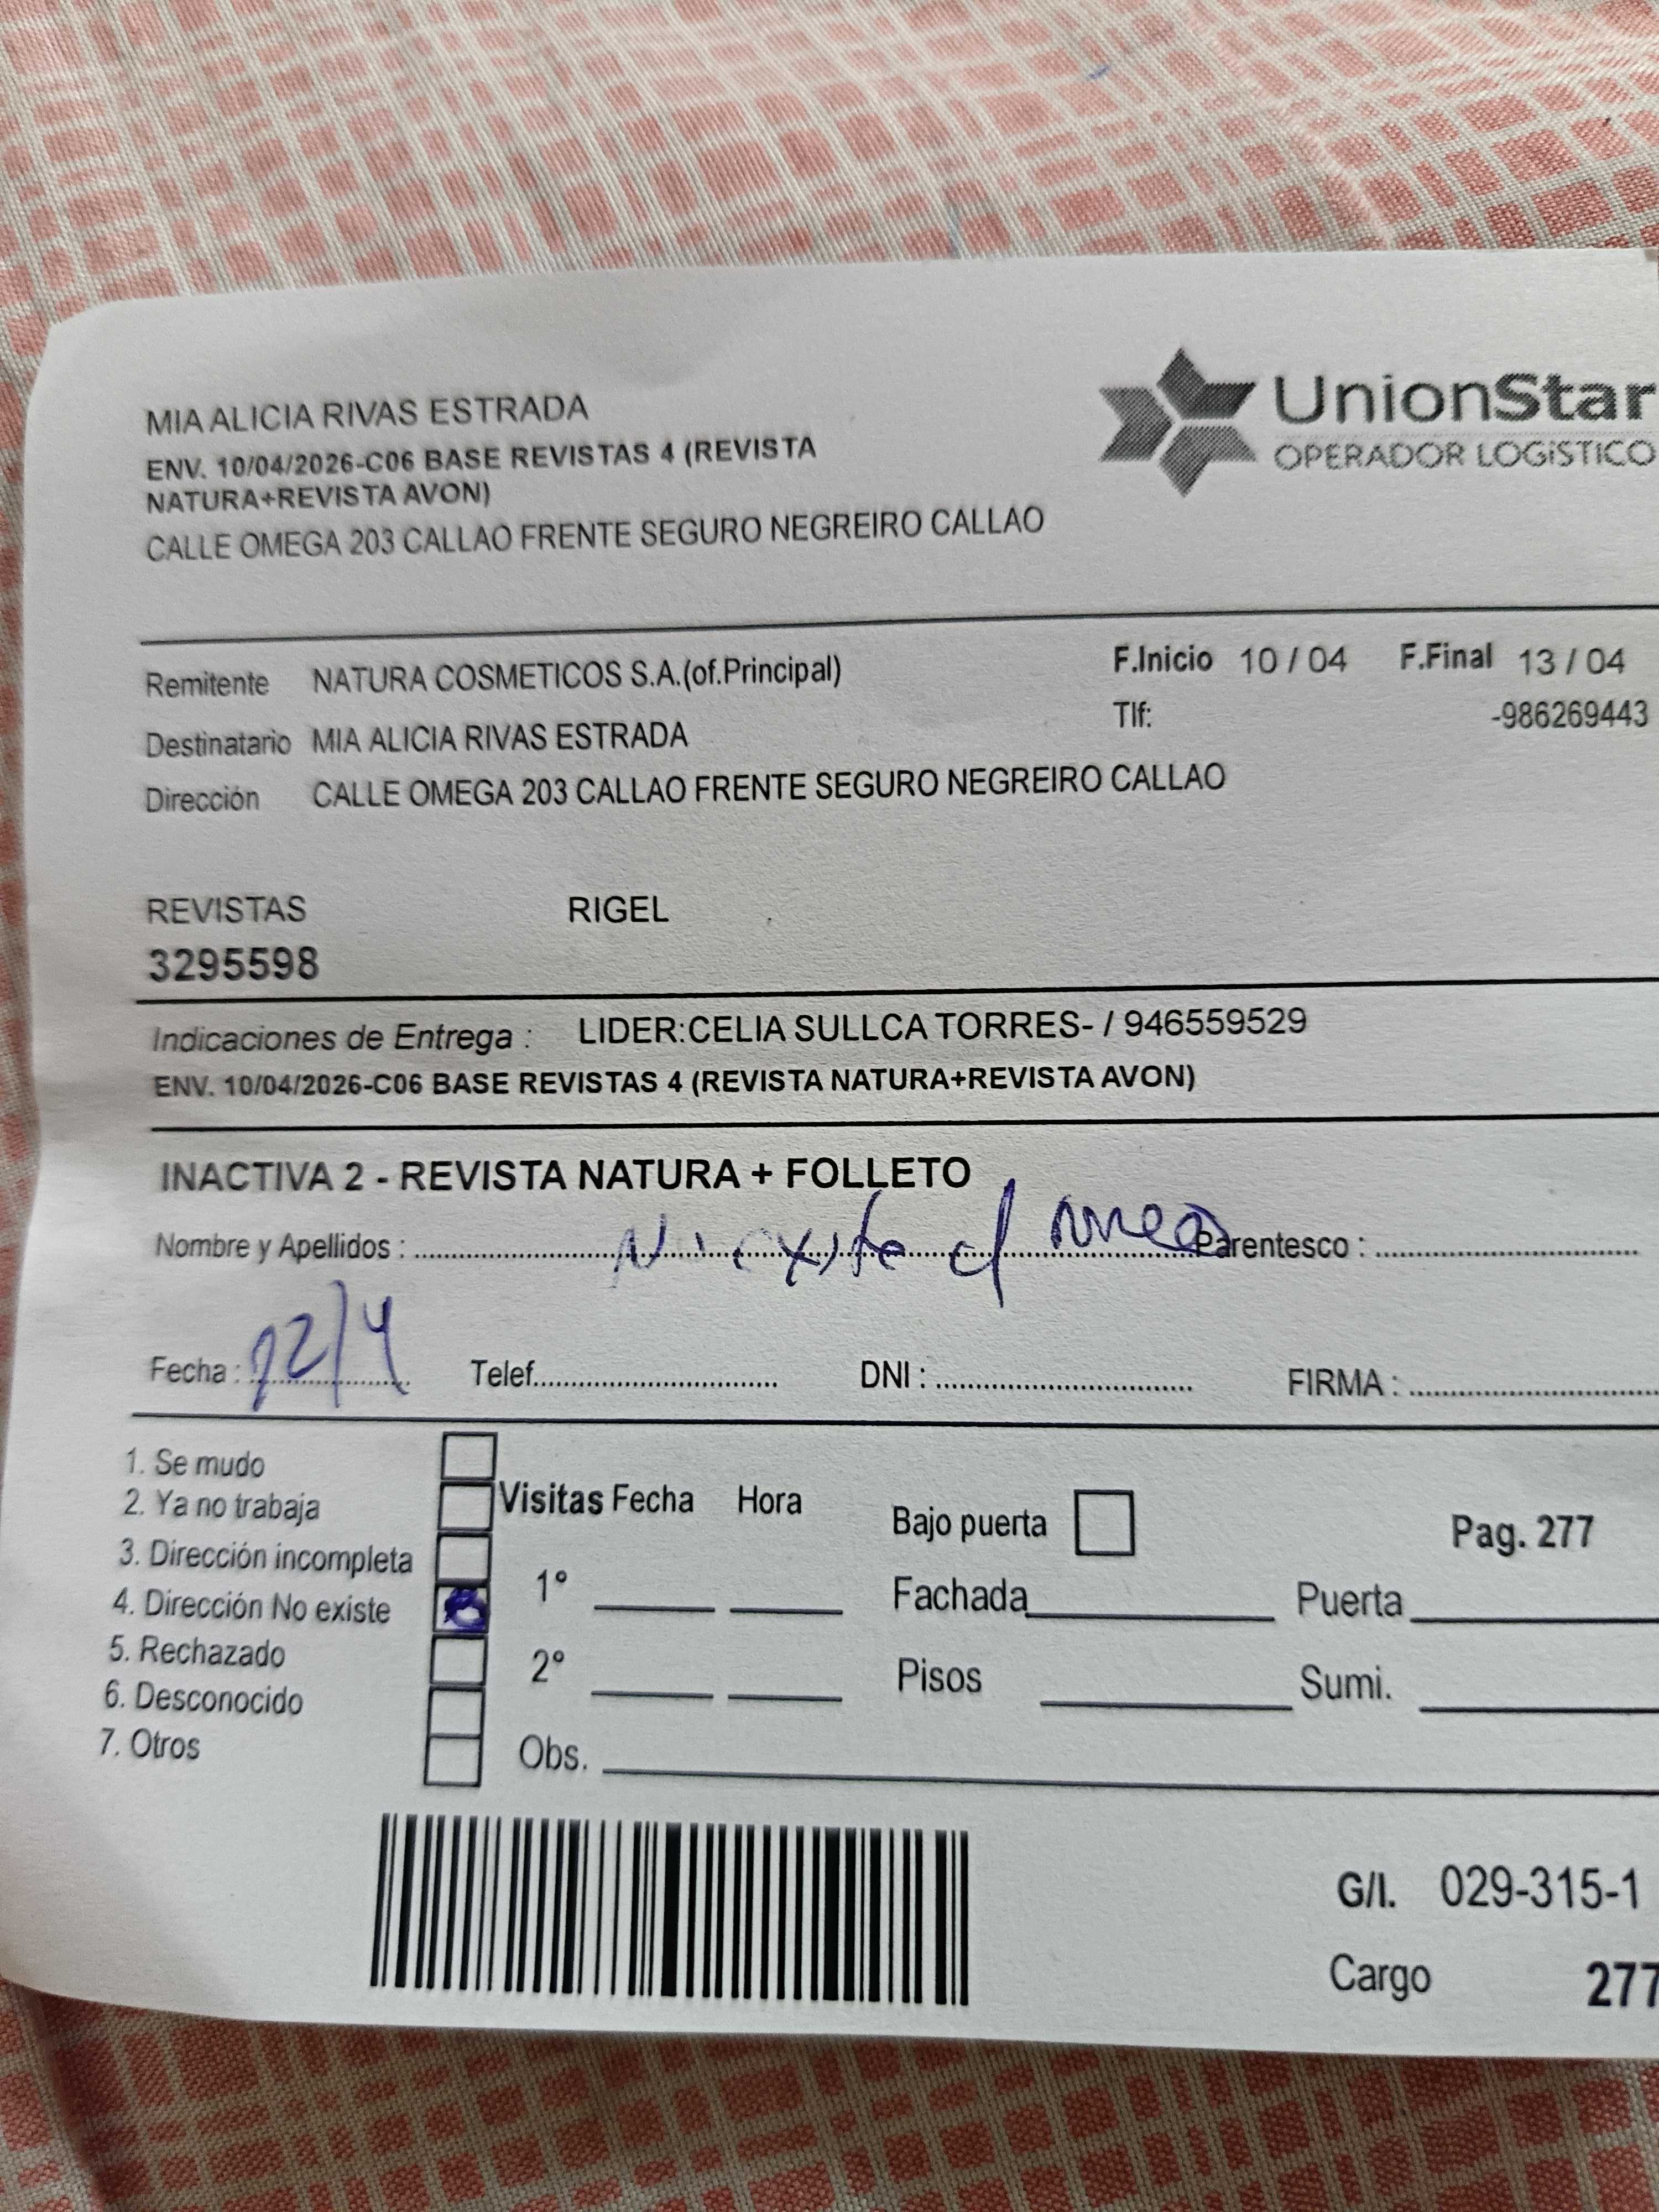 MIA ALICIA RIVAS ESTRADA
ENV. 10/04/2026-C06 BASE REVISTAS 4 (REVISTA
NATURA+REVISTA AVON)
CALLE OMEGA 203 CALLAO FRENTE SEGURO NEGREIRO CALLAO
UnionStar
OPERADOR LOGíSTICO
Remitente NATURA COSMETICOS S.A.(of.Principal) F.Inicio 10 / 04 F.Final 13 / 04
Tlf: -986269443
Destinatario MIA ALICIA RIVAS ESTRADA
Dirección CALLE OMEGA 203 CALLAO FRENTE SEGURO NEGREIRO CALLAO
REVISTAS RIGEL
3295598
Indicaciones de Entrega : LIDER:CELIA SULLCA TORRES- / 946559529
ENV. 10/04/2026-C06 BASE REVISTAS 4 (REVISTA NATURA+REVISTA AVON)
INACTIVA 2 - REVISTA NATURA + FOLLETO
Nombre y Apellidos : No existe el Parentesco :
Fecha : 12/4 Telef. DNI : FIRMA :
1. Se mudo
2. Ya no trabaja
3. Dirección incompleta
4. Dirección No existe
5. Rechazado
6. Desconocido
7. Otros
Visitas Fecha Hora
1°
2°
Obs.
Bajo puerta Pag. 277
Fachada Puerta
Pisos Sumi.
G/I. 029-315-1
Cargo 277